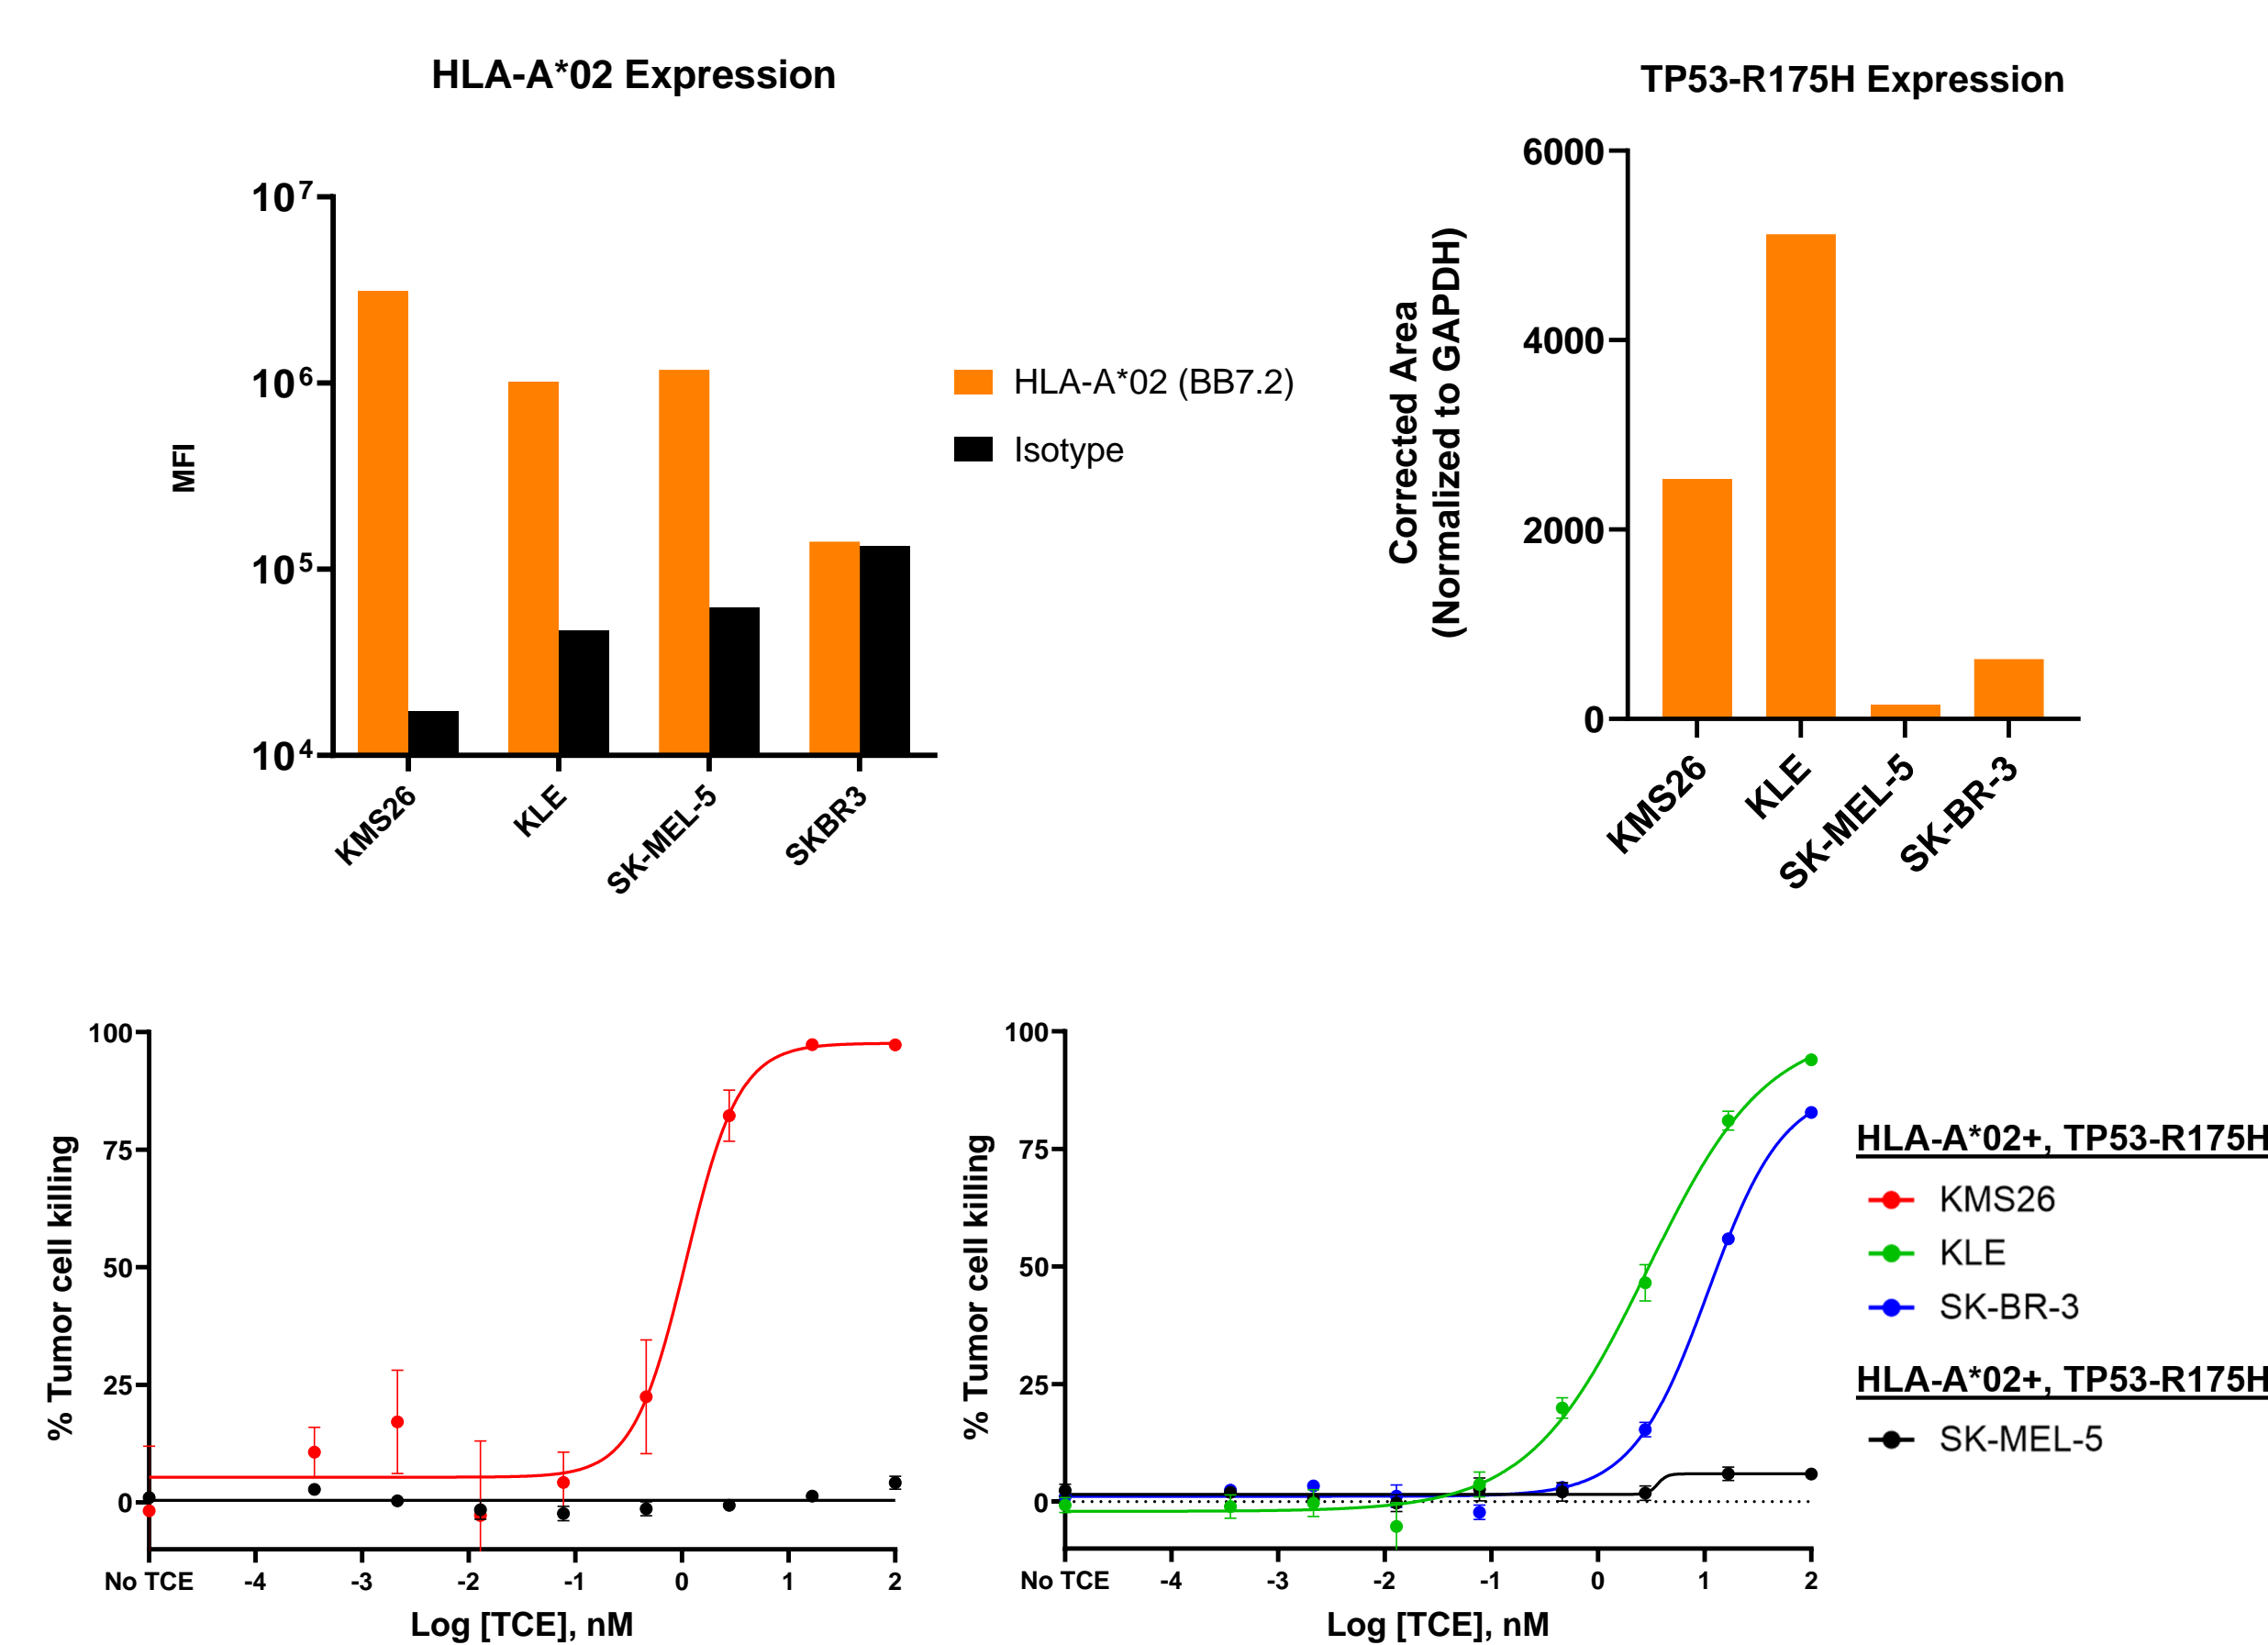 HLA-A*02 Expression
MFI
10⁷
10⁶
10⁵
10⁴
KMS26
KLE
SK-MEL-5
SKBR3
HLA-A*02 (BB7.2)
Isotype
TP53-R175H Expression
Corrected Area
(Normalized to GAPDH)
6000
4000
2000
0
KMS26
KLE
SK-MEL-5
SK-BR-3
% Tumor cell killing
100
75
50
25
0
No TCE
-4
-3
-2
-1
0
1
2
Log [TCE], nM
% Tumor cell killing
100
75
50
25
0
No TCE
-4
-3
-2
-1
0
1
2
Log [TCE], nM
HLA-A*02+, TP53-R175H
KMS26
KLE
SK-BR-3
HLA-A*02+, TP53-R175H
SK-MEL-5